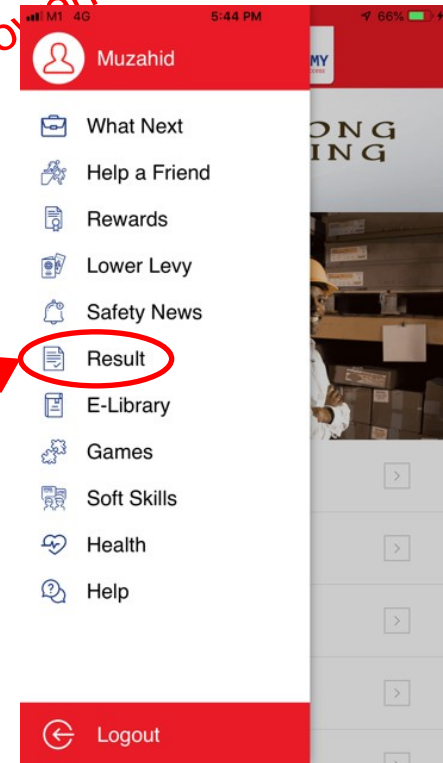 M1 4G 5:44 PM 66%
Muzahid
MY
ONG
ING
What Next
Help a Friend
Rewards
Lower Levy
Safety News
Result
E-Library
Games
Soft Skills
Health
Help
Logout